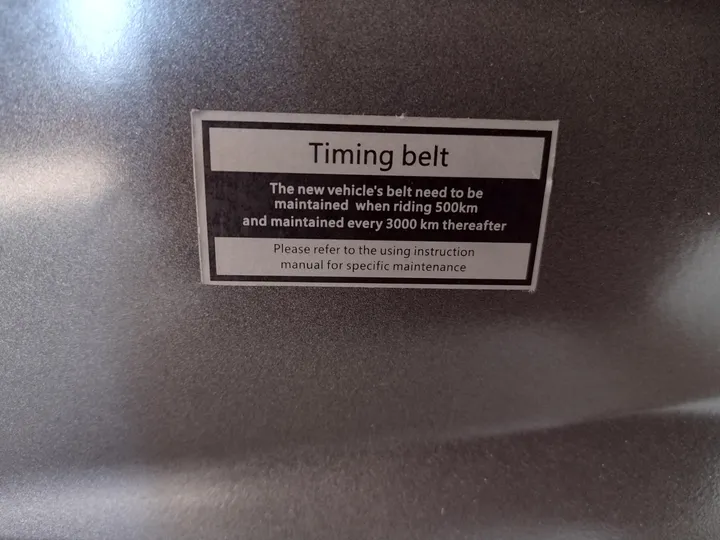 Timing belt
The new vehicle's belt need to be
maintained when riding 500km
and maintained every 3000 km thereafter
Please refer to the using instruction
manual for specific maintenance